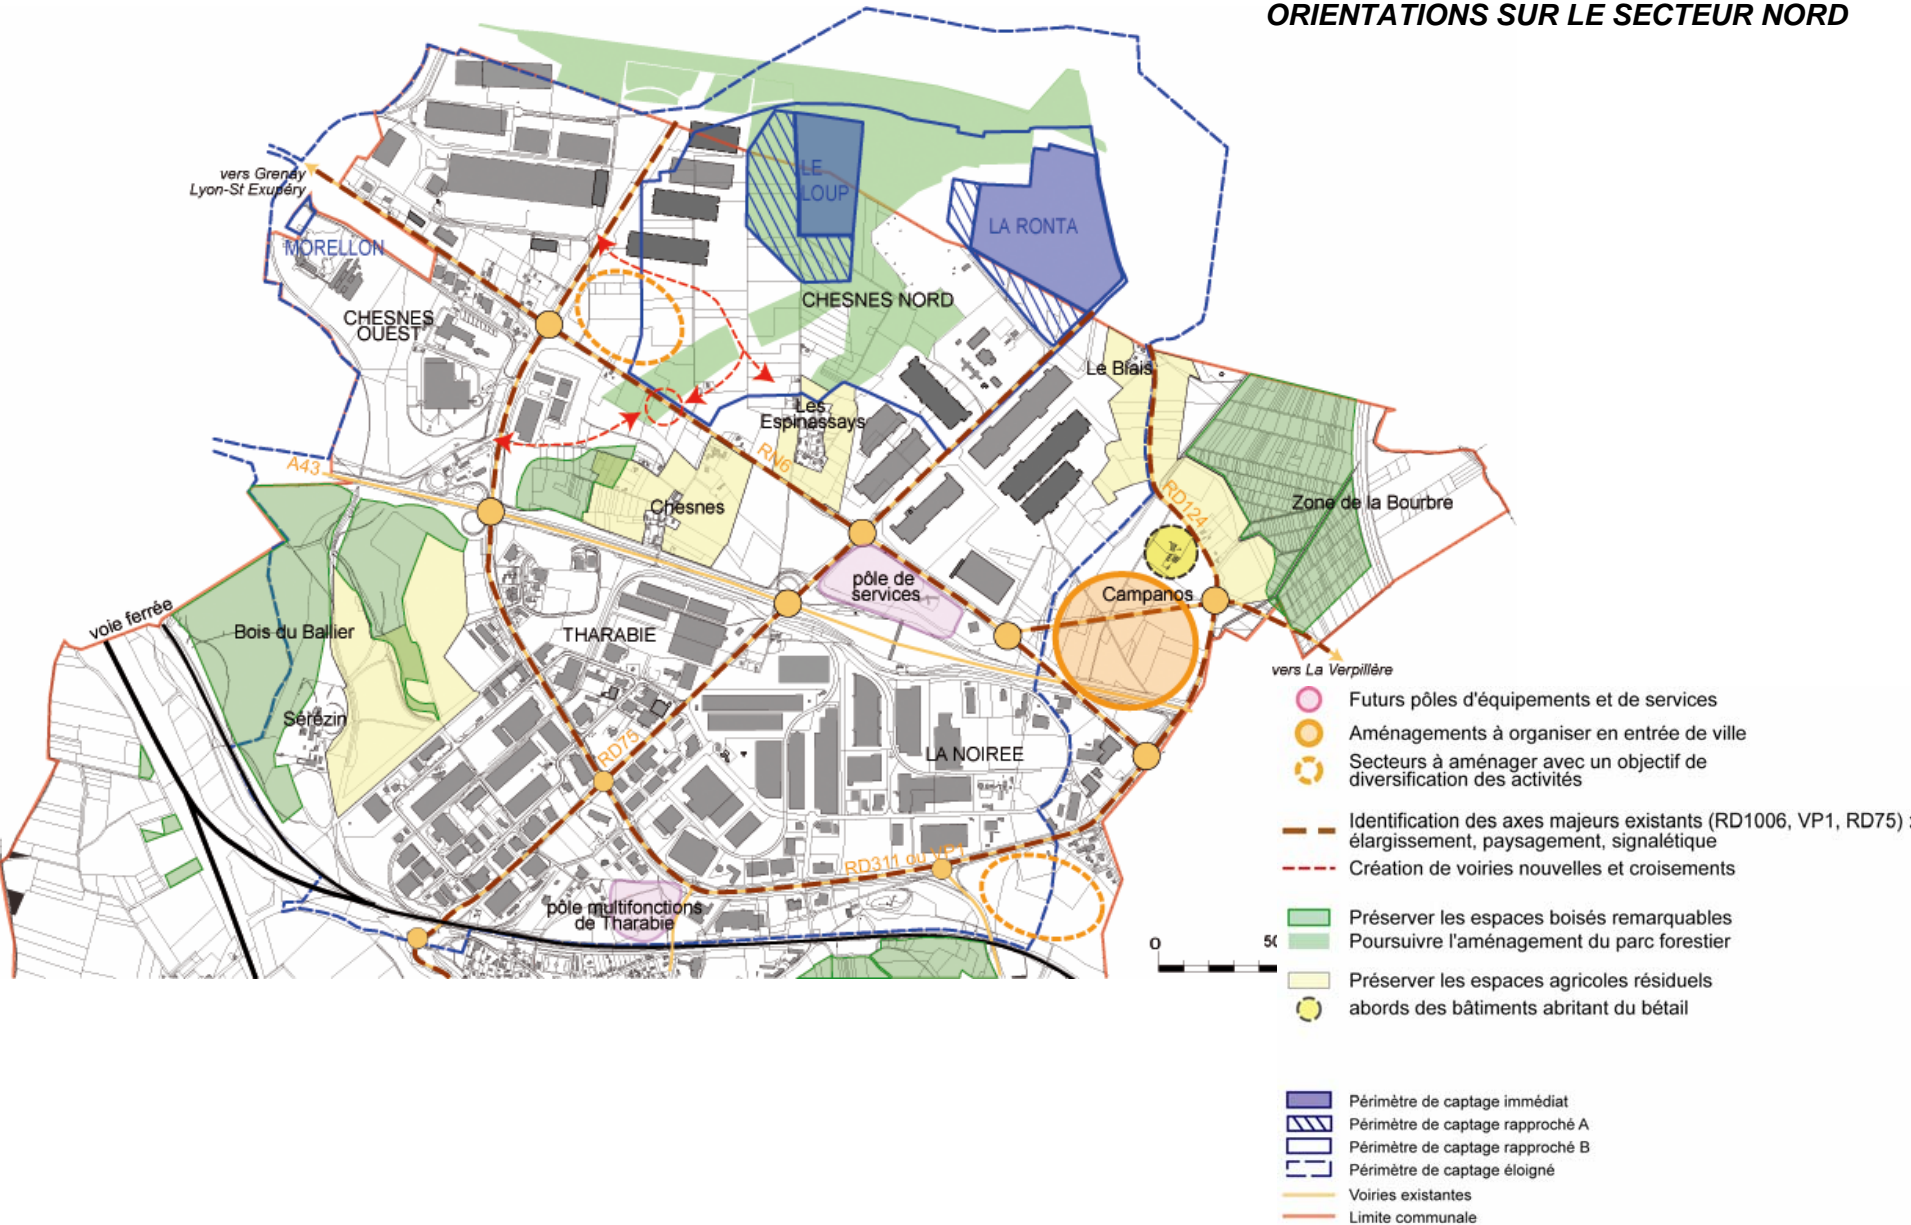 ORIENTATIONS SUR LE SECTEUR NORD
vers Grenay
Lyon-St Exupéry
MORELLON
LE
LOUP
LA RONTA
CHESNES NORD
CHESNES
OUEST
Le Biais
Les
Espinassays
A43
RN6
Chesnes
RD124
Zone de la Bourbre
pôle de
services
Campanos
voie ferrée
Bois du Ballier
THARABIE
vers La Verpillère
Sérézin
RD75
LA NOIREE
RD311 ou VP1
pôle multifonctions
de Tharabie
0
50
Futurs pôles d'équipements et de services
Aménagements à organiser en entrée de ville
Secteurs à aménager avec un objectif de
diversification des activités
Identification des axes majeurs existants (RD1006, VP1, RD75) :
élargissement, paysagement, signalétique
Création de voiries nouvelles et croisements
Préserver les espaces boisés remarquables
Poursuivre l'aménagement du parc forestier
Préserver les espaces agricoles résiduels
abords des bâtiments abritant du bétail
Périmètre de captage immédiat
Périmètre de captage rapproché A
Périmètre de captage rapproché B
Périmètre de captage éloigné
Voiries existantes
Limite communale